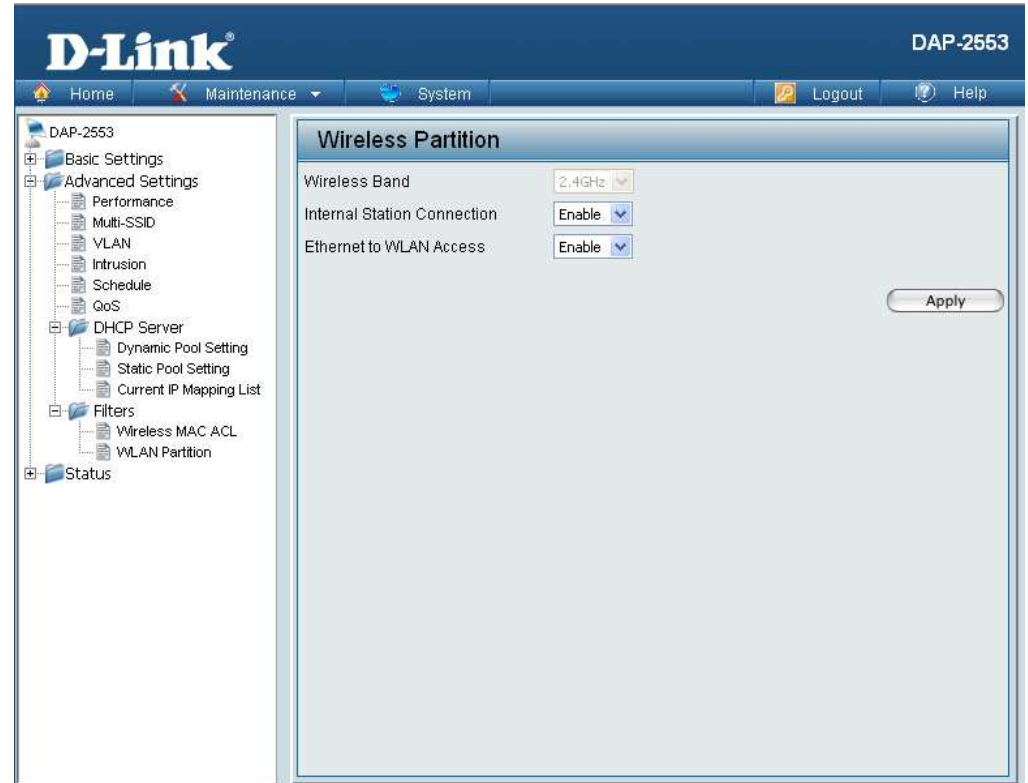 D-Link®
DAP-2553
Home Maintenance System Logout Help
DAP-2553
Basic Settings
Advanced Settings
Performance
Multi-SSID
VLAN
Intrusion
Schedule
QoS
DHCP Server
Dynamic Pool Setting
Static Pool Setting
Current IP Mapping List
Filters
Wireless MAC ACL
WLAN Partition
Status
Wireless Partition
Wireless Band 2.4GHz
Internal Station Connection Enable
Ethernet to WLAN Access Enable
Apply